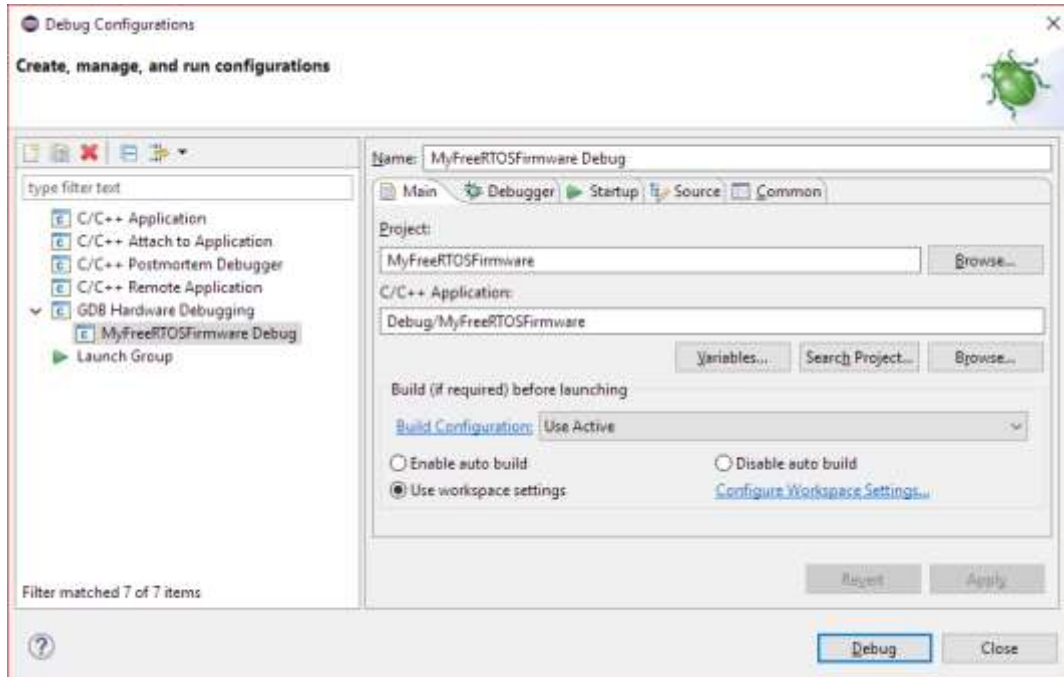 Debug Configurations
Create, manage, and run configurations
type filter text
C/C++ Application
C/C++ Attach to Application
C/C++ Postmortem Debugger
C/C++ Remote Application
GDB Hardware Debugging
MyFreeRTOSFirmware Debug
Launch Group
Filter matched 7 of 7 items
Name: MyFreeRTOSFirmware Debug
Main Debugger Startup Source Common
Project:
MyFreeRTOSFirmware Browse...
C/C++ Application:
Debug/MyFreeRTOSFirmware
Variables... Search Project... Browse...
Build (if required) before launching
Build Configuration: Use Active
Enable auto build Disable auto build
Use workspace settings Configure Workspace Settings...
Revert Apply
Debug Close